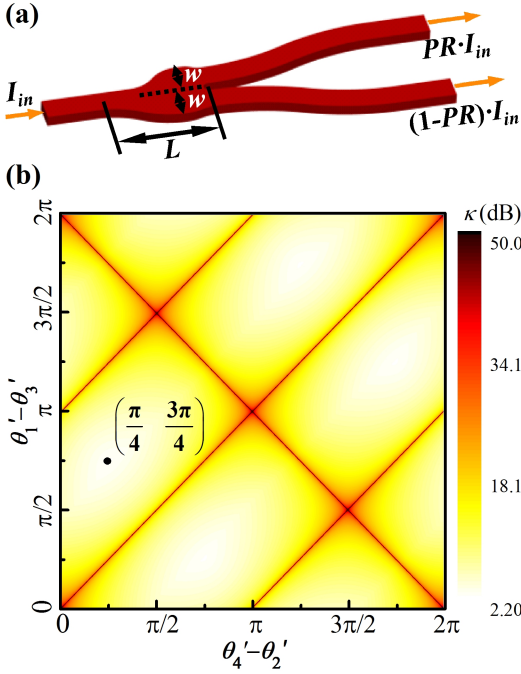 (a)
PR·I_in
w
I_in
w
(1-PR)·I_in
L
(b)
κ (dB)
2π
50.0
3π/2
34.1
θ₁′−θ₃′
π
(π/4 3π/4)
18.1
π/2
0
2.20
0 π/2 π 3π/2 2π
θ₄′−θ₂′